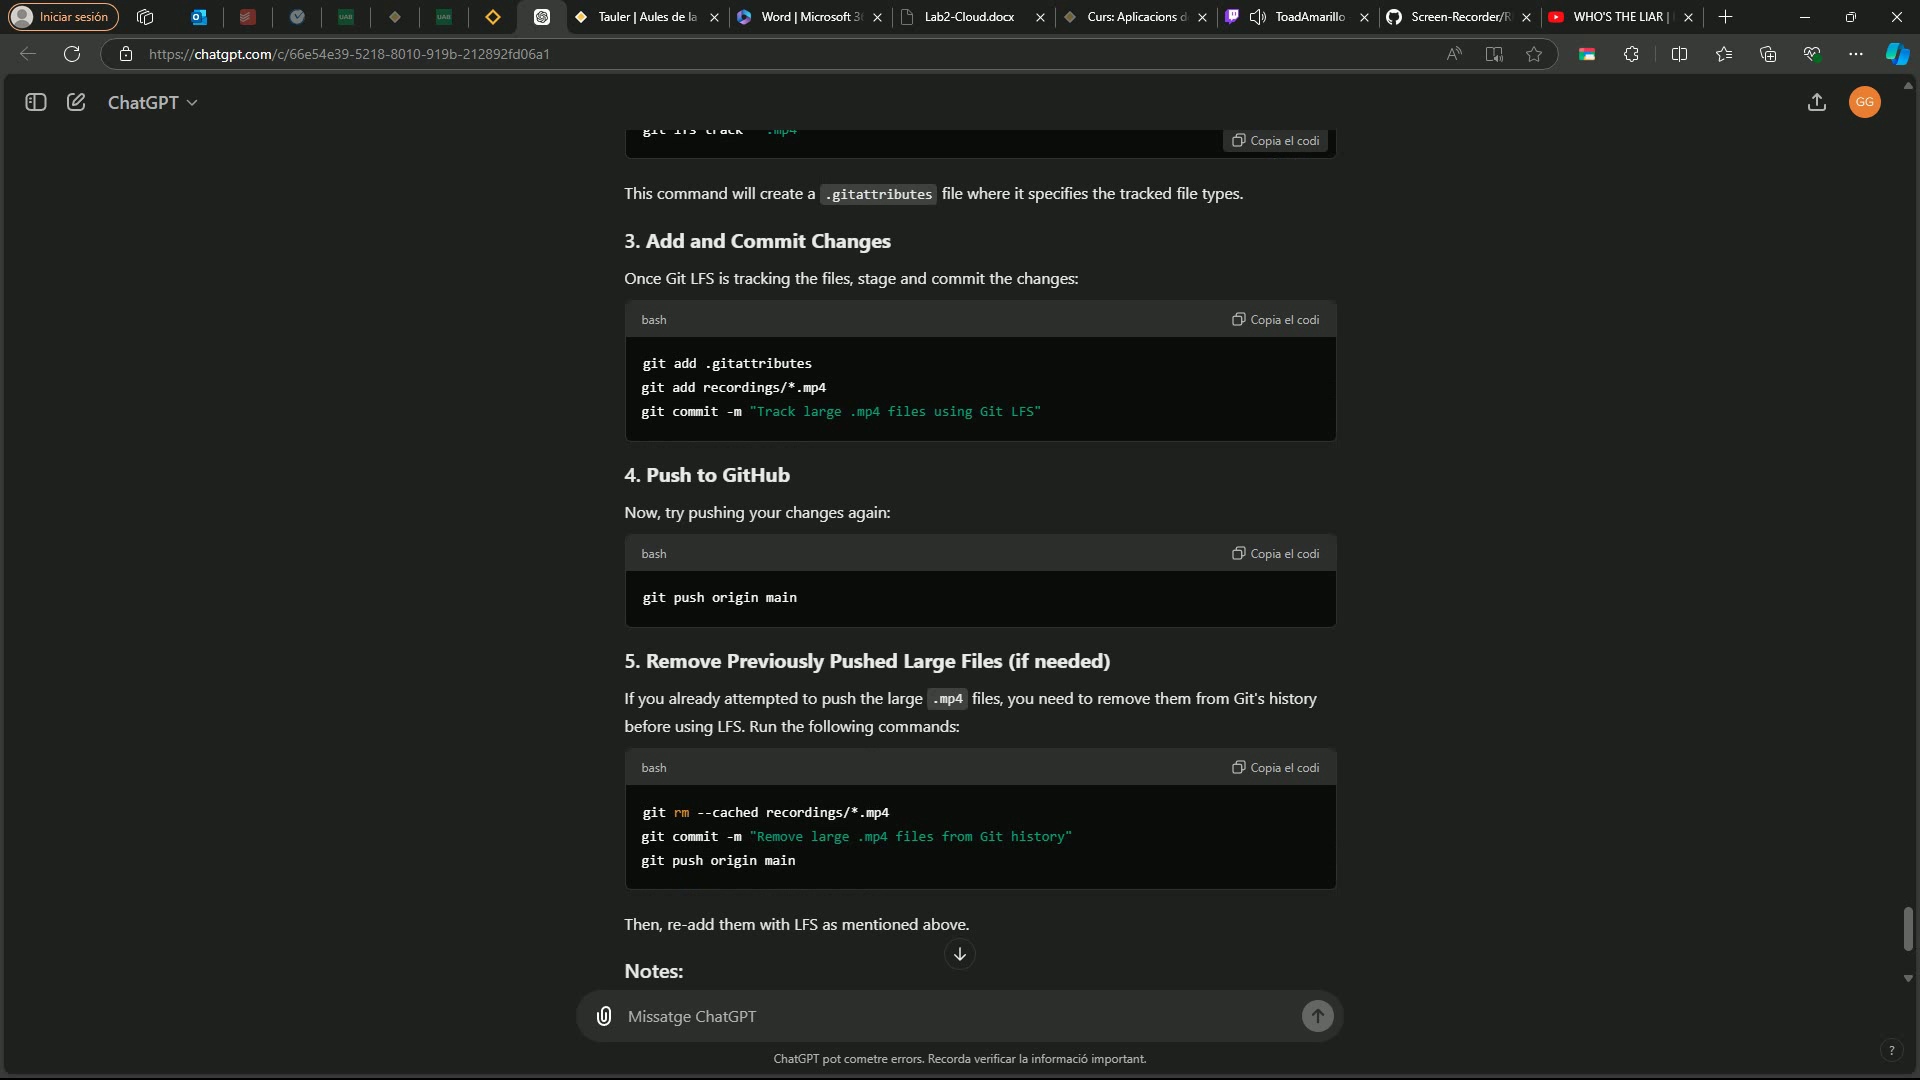 Iniciar sesión
UAB
UAB
Tauler | Aules de la
Word | Microsoft 3
Lab2-Cloud.docx
Curs: Aplicacions d
ToadAmarillo
Screen-Recorder/R
WHO'S THE LIAR |
https://chatgpt.com/c/66e54e39-5218-8010-919b-212892fd06a1
ChatGPT
GG
git lfs track ".mp4
Copia el codi
This command will create a .gitattributes file where it specifies the tracked file types.
3. Add and Commit Changes
Once Git LFS is tracking the files, stage and commit the changes:
bash
Copia el codi
git add .gitattributes
git add recordings/*.mp4
git commit -m "Track large .mp4 files using Git LFS"
4. Push to GitHub
Now, try pushing your changes again:
bash
Copia el codi
git push origin main
5. Remove Previously Pushed Large Files (if needed)
If you already attempted to push the large .mp4 files, you need to remove them from Git's history
before using LFS. Run the following commands:
bash
Copia el codi
git rm --cached recordings/*.mp4
git commit -m "Remove large .mp4 files from Git history"
git push origin main
Then, re-add them with LFS as mentioned above.
Notes:
Missatge ChatGPT
ChatGPT pot cometre errors. Recorda verificar la informació important.
?